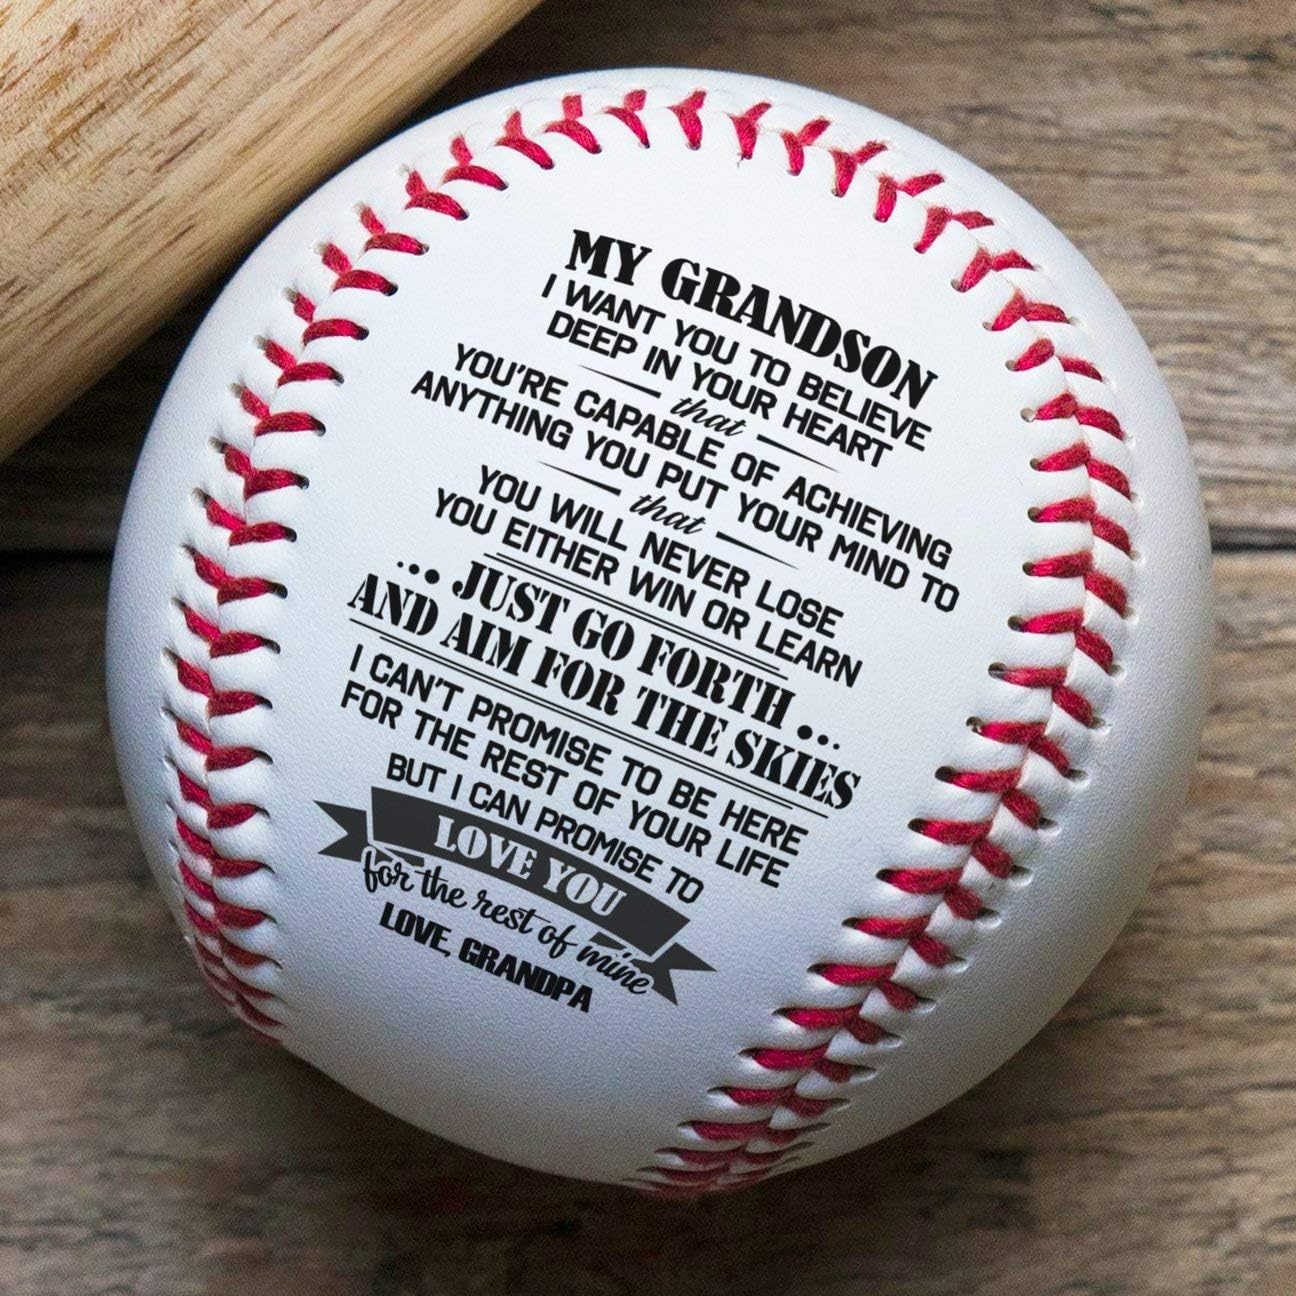 MY GRANDSON
I WANT YOU TO BELIEVE
DEEP IN YOUR HEART
that
YOU'RE CAPABLE OF ACHIEVING
ANYTHING YOU PUT YOUR MIND TO
that
YOU WILL NEVER LOSE
YOU EITHER WIN OR LEARN
... JUST GO FORTH ...
AND AIM FOR THE SKIES
I CAN'T PROMISE TO BE HERE
FOR THE REST OF YOUR LIFE
BUT I CAN PROMISE TO
LOVE YOU
for the rest of mine
LOVE, GRANDPA